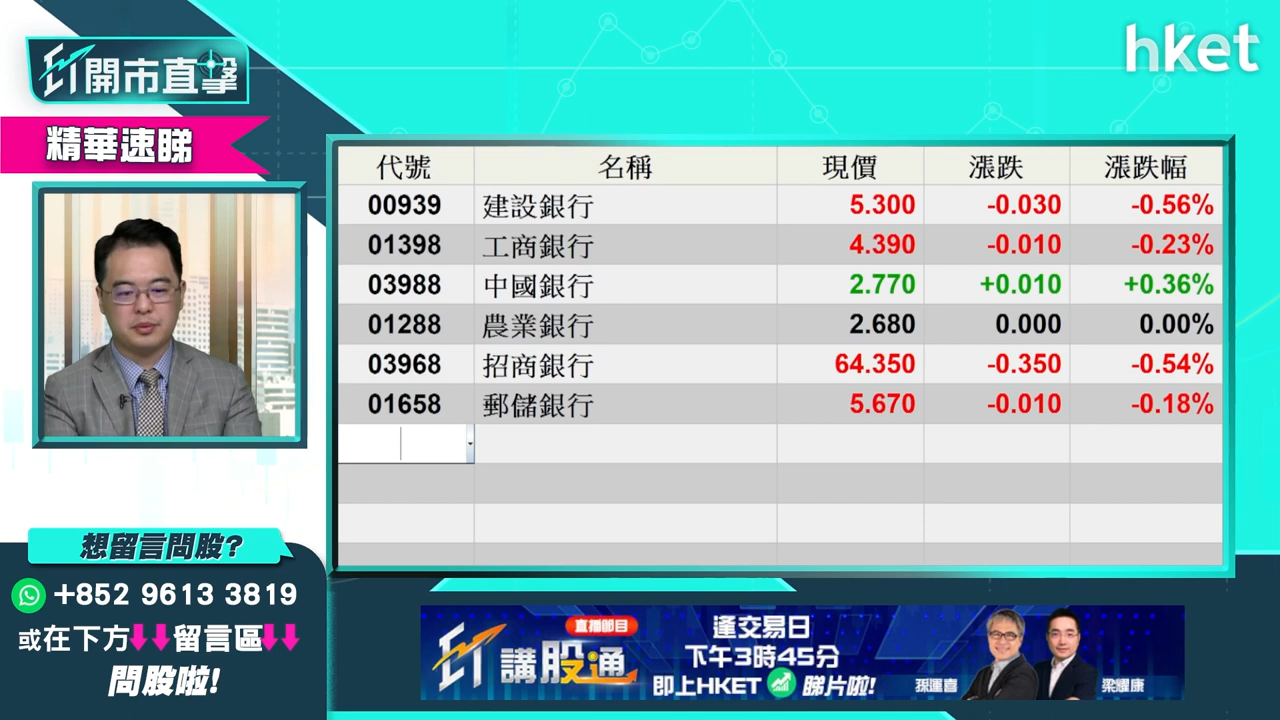 ET開市直擊
hket
精華速睇
代號 名稱 現價 漲跌 漲跌幅
00939 建設銀行 5.300 -0.030 -0.56%
01398 工商銀行 4.390 -0.010 -0.23%
03988 中國銀行 2.770 +0.010 +0.36%
01288 農業銀行 2.680 0.000 0.00%
03968 招商銀行 64.350 -0.350 -0.54%
01658 郵儲銀行 5.670 -0.010 -0.18%
想留言問股?
+852 9613 3819
或在下方留言區
問股啦!
直播節目
ET講股通
逢交易日
下午3時45分
即上HKET 睇片啦!
孫運喜
梁耀康